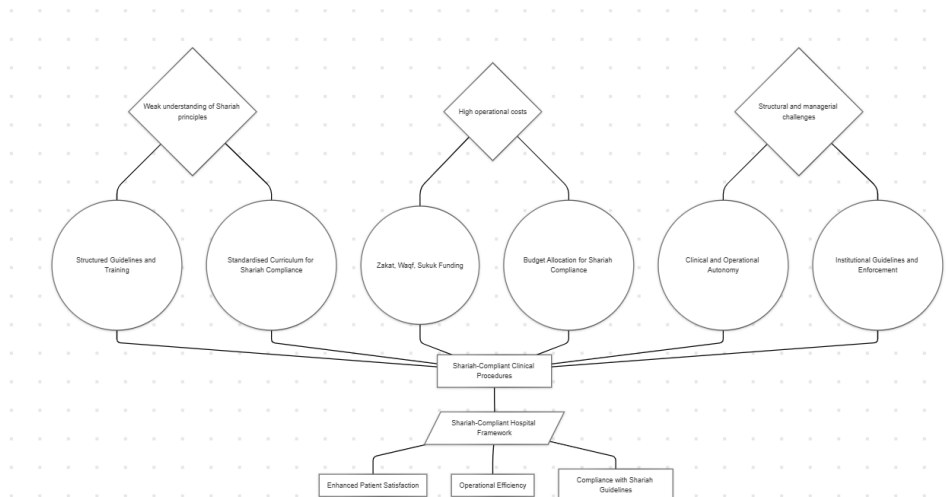 Weak understanding of Shariah
principles
High operational costs
Structural and managerial
challenges
Structured Guidelines and
Training
Standardised Curriculum for
Shariah Compliance
Zakat, Waqf, Sukuk Funding
Budget Allocation for Shariah
Compliance
Clinical and Operational
Autonomy
Institutional Guidelines and
Enforcement
Shariah-Compliant Clinical
Procedures
Shariah-Compliant Hospital
Framework
Enhanced Patient Satisfaction
Operational Efficiency
Compliance with Shariah
Guidelines